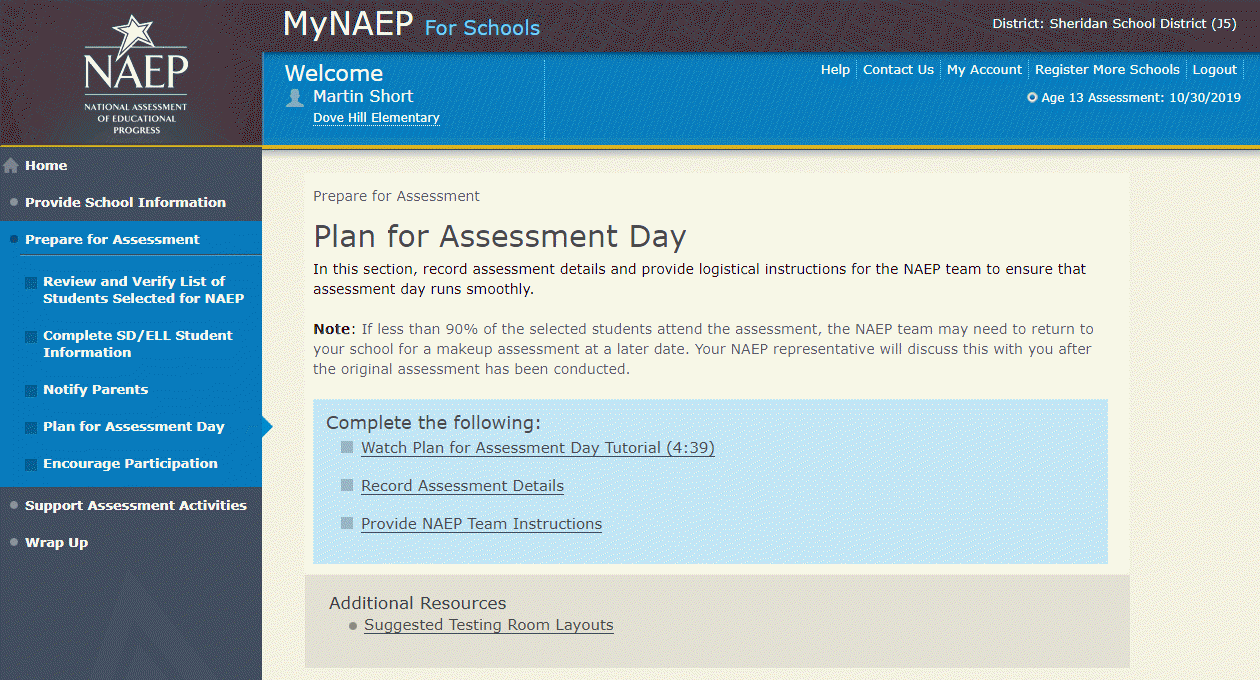 NAEP
NATIONAL ASSESSMENT
OF EDUCATIONAL
PROGRESS
MyNAEP For Schools
District: Sheridan School District (J5)
Welcome
Martin Short
Dove Hill Elementary
Help
Contact Us
My Account
Register More Schools
Logout
Age 13 Assessment: 10/30/2019
Home
Provide School Information
Prepare for Assessment
Review and Verify List of
Students Selected for NAEP
Complete SD/ELL Student
Information
Notify Parents
Plan for Assessment Day
Encourage Participation
Support Assessment Activities
Wrap Up
Prepare for Assessment
Plan for Assessment Day
In this section, record assessment details and provide logistical instructions for the NAEP team to ensure that
assessment day runs smoothly.
Note: If less than 90% of the selected students attend the assessment, the NAEP team may need to return to
your school for a makeup assessment at a later date. Your NAEP representative will discuss this with you after
the original assessment has been conducted.
Complete the following:
Watch Plan for Assessment Day Tutorial (4:39)
Record Assessment Details
Provide NAEP Team Instructions
Additional Resources
Suggested Testing Room Layouts